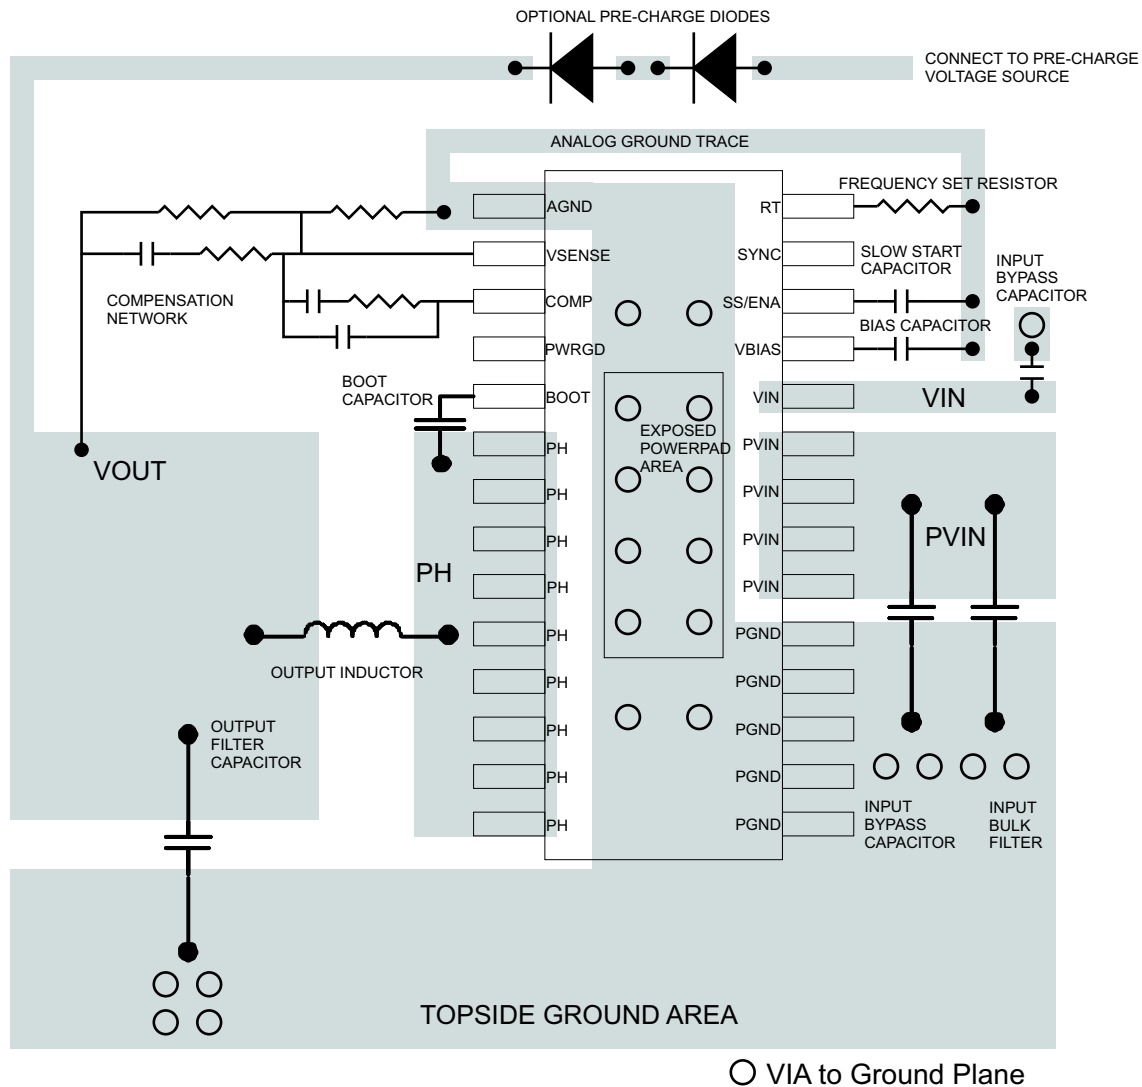 OPTIONAL PRE-CHARGE DIODES
CONNECT TO PRE-CHARGE
VOLTAGE SOURCE
ANALOG GROUND TRACE
AGND
VSENSE
COMP
PWRGD
BOOT
PH
PH
PH
PH
PH
PH
PH
PH
PH
RT
SYNC
SS/ENA
VBIAS
VIN
PVIN
PVIN
PVIN
PVIN
PGND
PGND
PGND
PGND
PGND
FREQUENCY SET RESISTOR
SLOW START
CAPACITOR
BIAS CAPACITOR
INPUT
BYPASS
CAPACITOR
VIN
COMPENSATION
NETWORK
BOOT
CAPACITOR
EXPOSED
POWERPAD
AREA
VOUT
PVIN
PH
OUTPUT INDUCTOR
OUTPUT
FILTER
CAPACITOR
INPUT
BYPASS
CAPACITOR
INPUT
BULK
FILTER
TOPSIDE GROUND AREA
VIA to Ground Plane